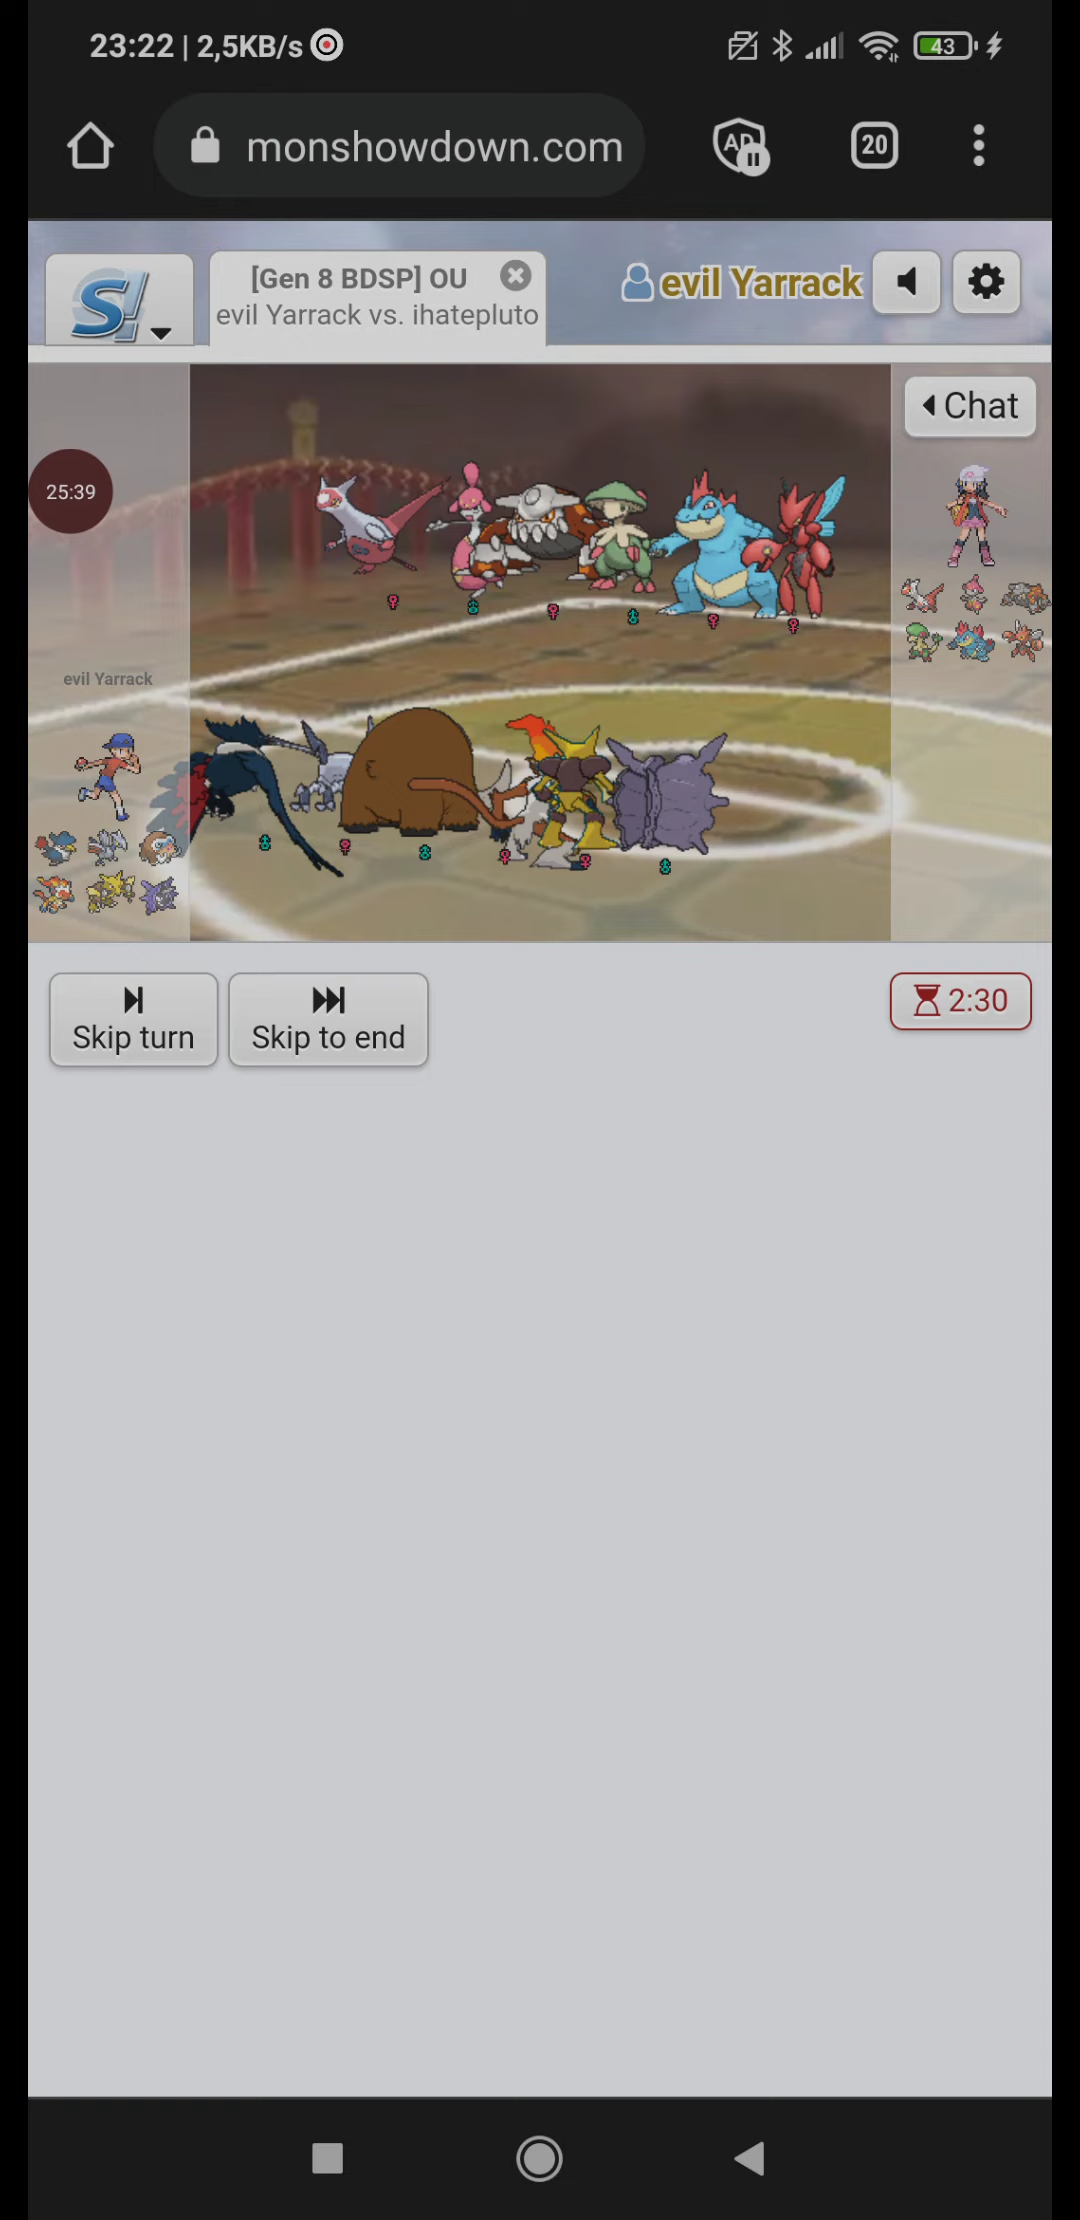 23:22 | 2,5KB/s
43
monshowdown.com
AD
20
S!
[Gen 8 BDSP] OU
evil Yarrack vs. ihatepluto
evil Yarrack
Chat
25:39
evil Yarrack
Skip turn
Skip to end
2:30